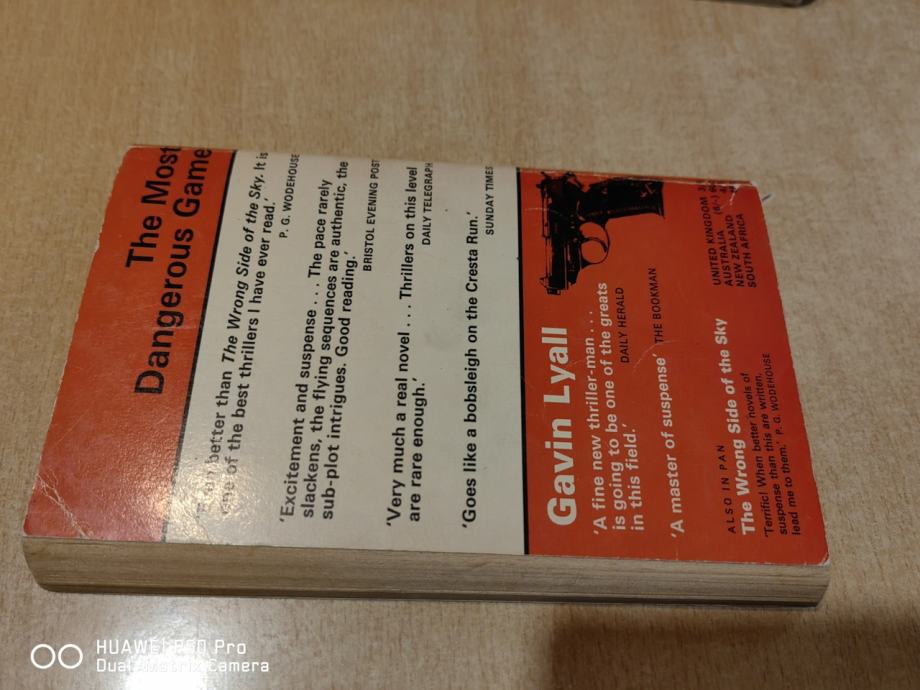 The Most
Dangerous Game
better than The Wrong Side of the Sky. It is
one of the best thrillers I have ever read.'
P. G. WODEHOUSE
'Excitement and suspense .... The pace rarely
slackens, the flying sequences are authentic, the
sub-plot intrigues. Good reading.'
BRISTOL EVENING POST
'Very much a real novel ... Thrillers on this level
are rare enough.'
DAILY TELEGRAPH
'Goes like a bobsleigh on the Cresta Run.'
SUNDAY TIMES
Gavin Lyall
'A fine new thriller-man ...
is going to be one of the greats
in this field.'
DAILY HERALD
'A master of suspense' THE BOOKMAN
ALSO IN PAN
The Wrong Side of the Sky
'Terrific! When better novels of
suspense than this are written,
lead me to them.' P. G. WODEHOUSE
UNITED KINGDOM
AUSTRALIA
NEW ZEALAND
SOUTH AFRICA
HUAWEI P30 Pro
Dual Matrix Camera